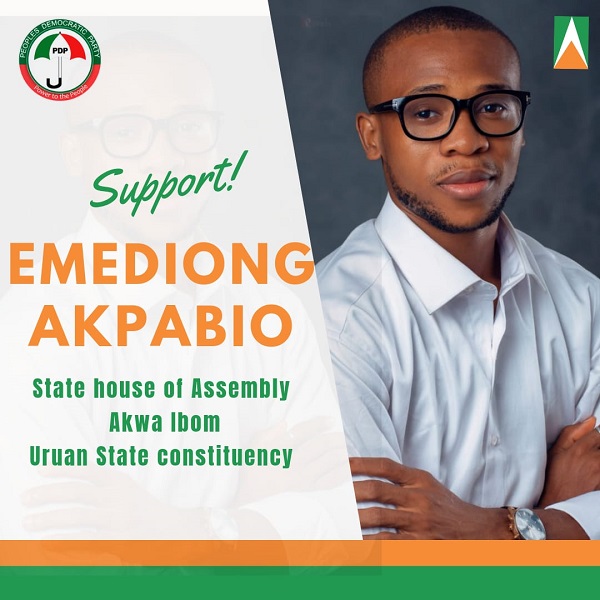 PEOPLES DEMOCRATIC PARTY
PDP
Power to the People
Support!
EMEDIONG
AKPABIO
State house of Assembly
Akwa Ibom
Uruan State constituency